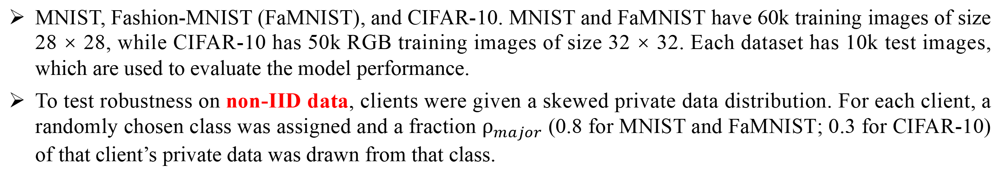 ➢ MNIST, Fashion-MNIST (FaMNIST), and CIFAR-10. MNIST and FaMNIST have 60k training images of size
28 × 28, while CIFAR-10 has 50k RGB training images of size 32 × 32. Each dataset has 10k test images,
which are used to evaluate the model performance.
➢ To test robustness on non-IID data, clients were given a skewed private data distribution. For each client, a
randomly chosen class was assigned and a fraction ρ_major (0.8 for MNIST and FaMNIST; 0.3 for CIFAR-10)
of that client’s private data was drawn from that class.